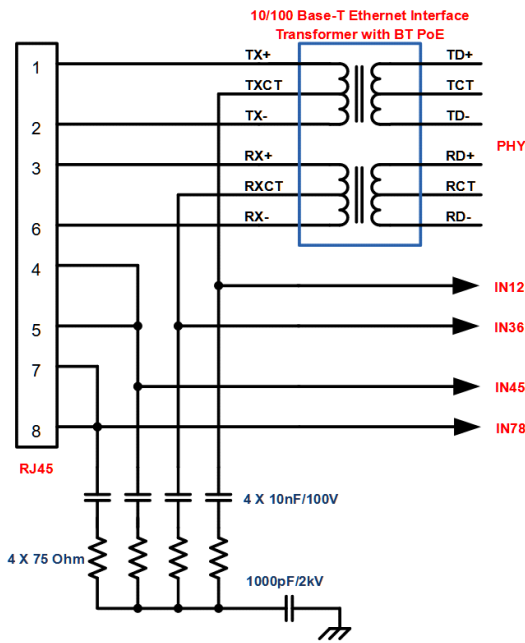 10/100 Base-T Ethernet Interface
Transformer with BT PoE
1
TX+
TD+
TXCT
TCT
2
TX-
TD-
PHY
3
RX+
RD+
RXCT
RCT
6
RX-
RD-
4
IN12
5
IN36
7
IN45
8
IN78
RJ45
4 X 10nF/100V
4 X 75 Ohm
1000pF/2kV